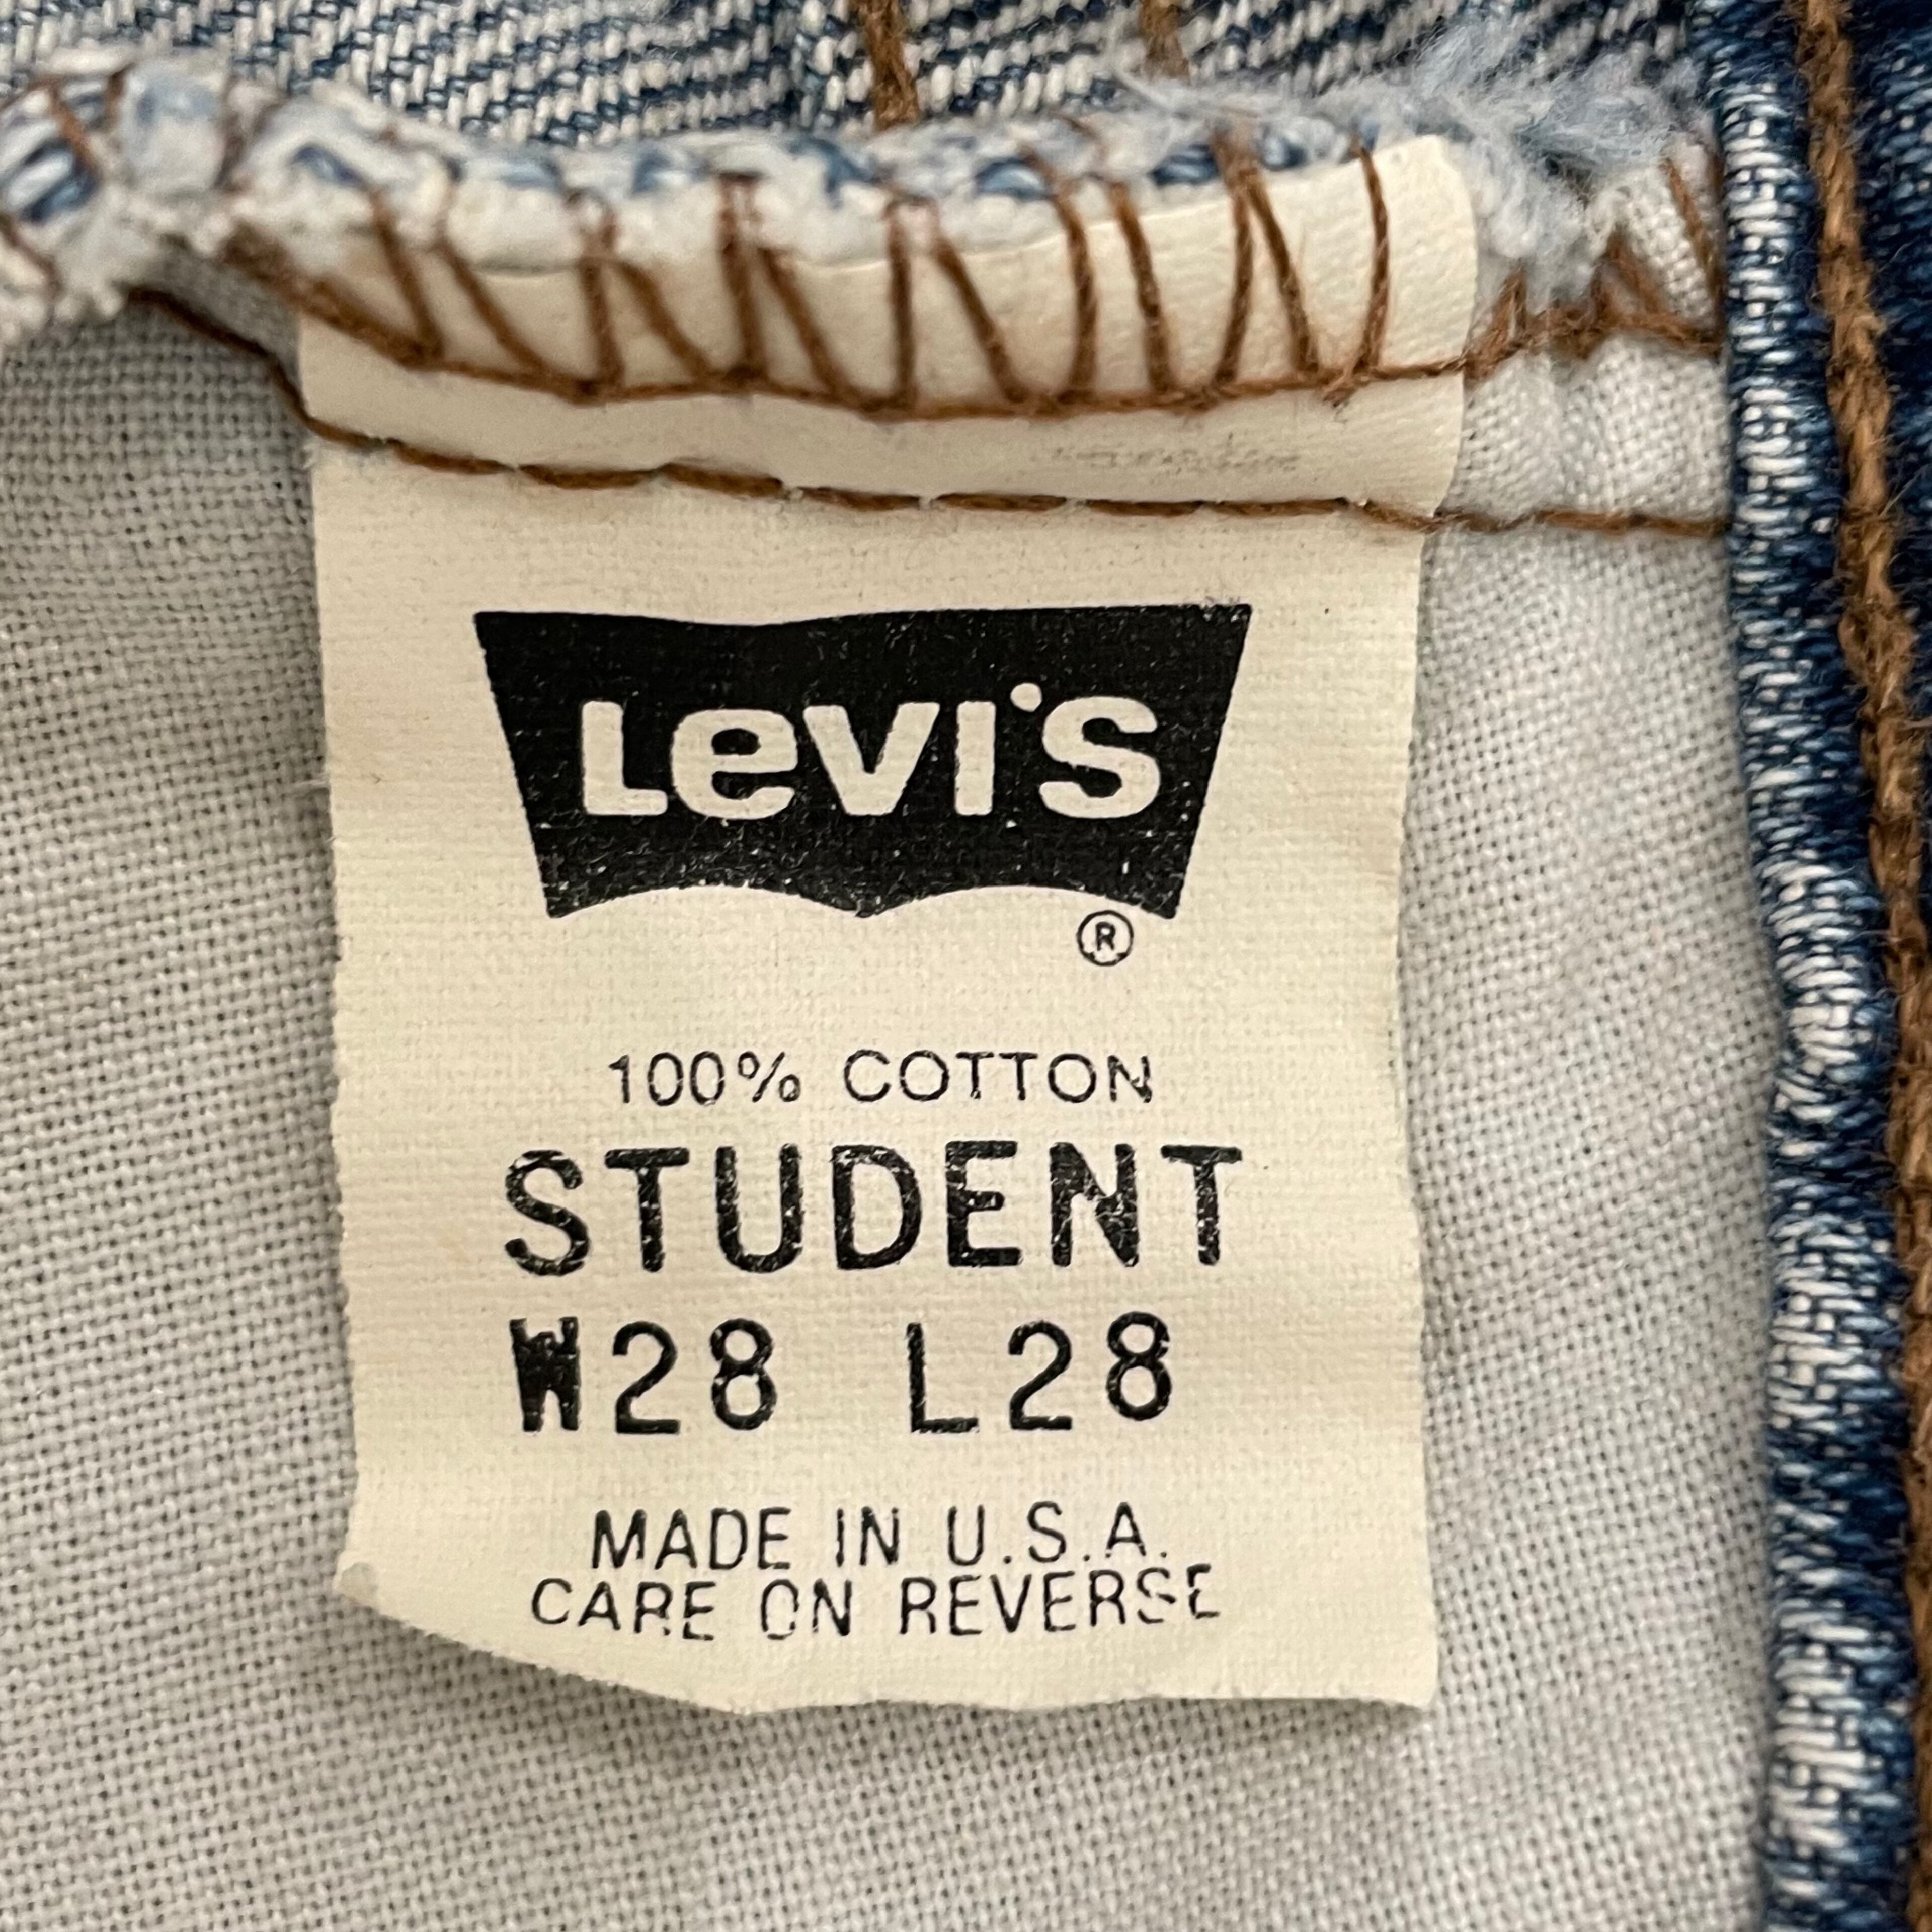 Levi's
®
100% COTTON
STUDENT
W28 L28
MADE IN U.S.A.
CARE ON REVERSE